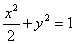 x²/2 + y² = 1